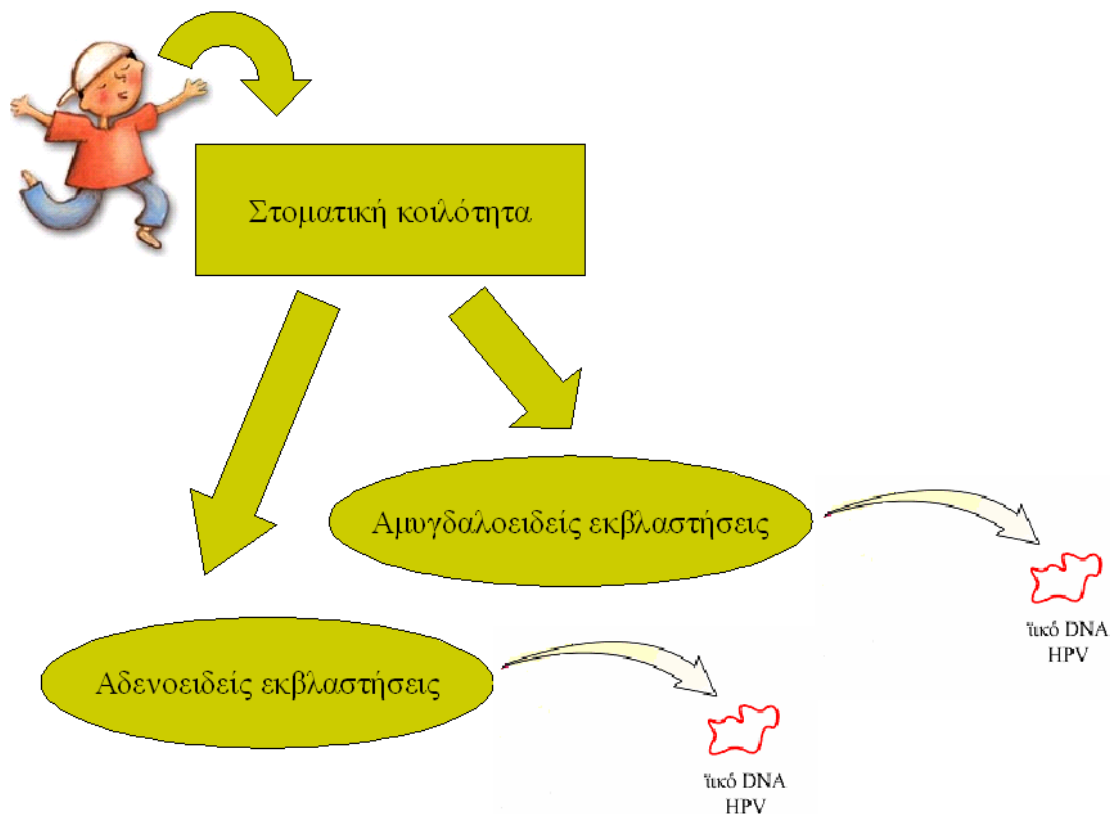 Στοματική κοιλότητα
Αμυγδαλοειδείς εκβλαστήσεις
ϊικό DNA
HPV
Αδενοειδείς εκβλαστήσεις
ϊικό DNA
HPV